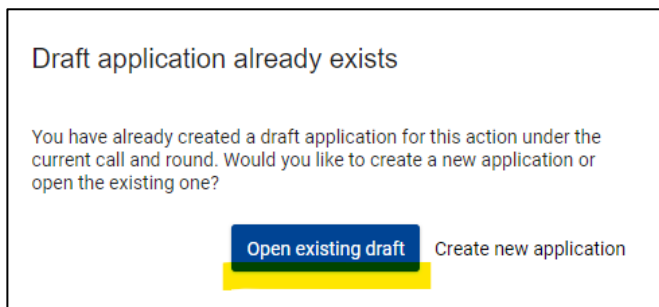 Draft application already exists
You have already created a draft application for this action under the
current call and round. Would you like to create a new application or
open the existing one?
Open existing draft Create new application